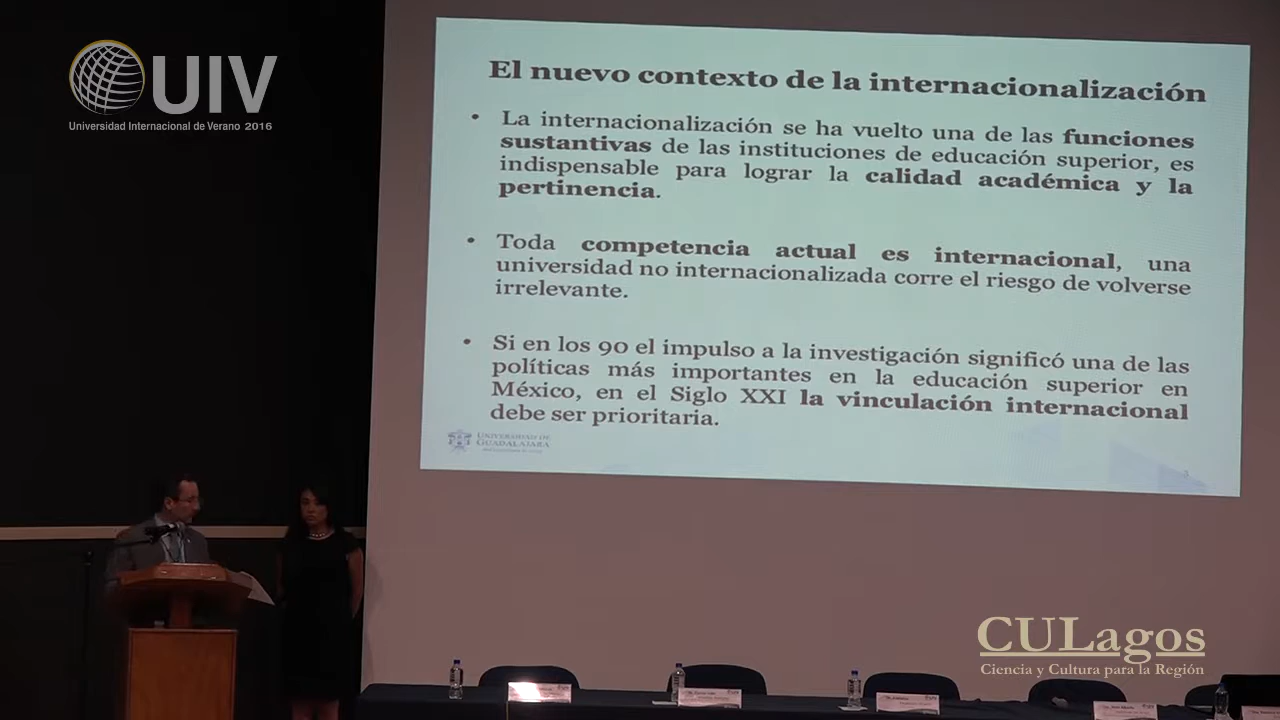 UIV
Universidad Internacional de Verano 2016
El nuevo contexto de la internacionalización
• La internacionalización se ha vuelto una de las funciones
sustantivas de las instituciones de educación superior, es
indispensable para lograr la calidad académica y la
pertinencia.
• Toda competencia actual es internacional, una
universidad no internacionalizada corre el riesgo de volverse
irrelevante.
• Si en los 90 el impulso a la investigación significó una de las
políticas más importantes en la educación superior en
México, en el Siglo XXI la vinculación internacional
debe ser prioritaria.
UNIVERSIDAD DE
GUADALAJARA
CULagos
Ciencia y Cultura para la Región